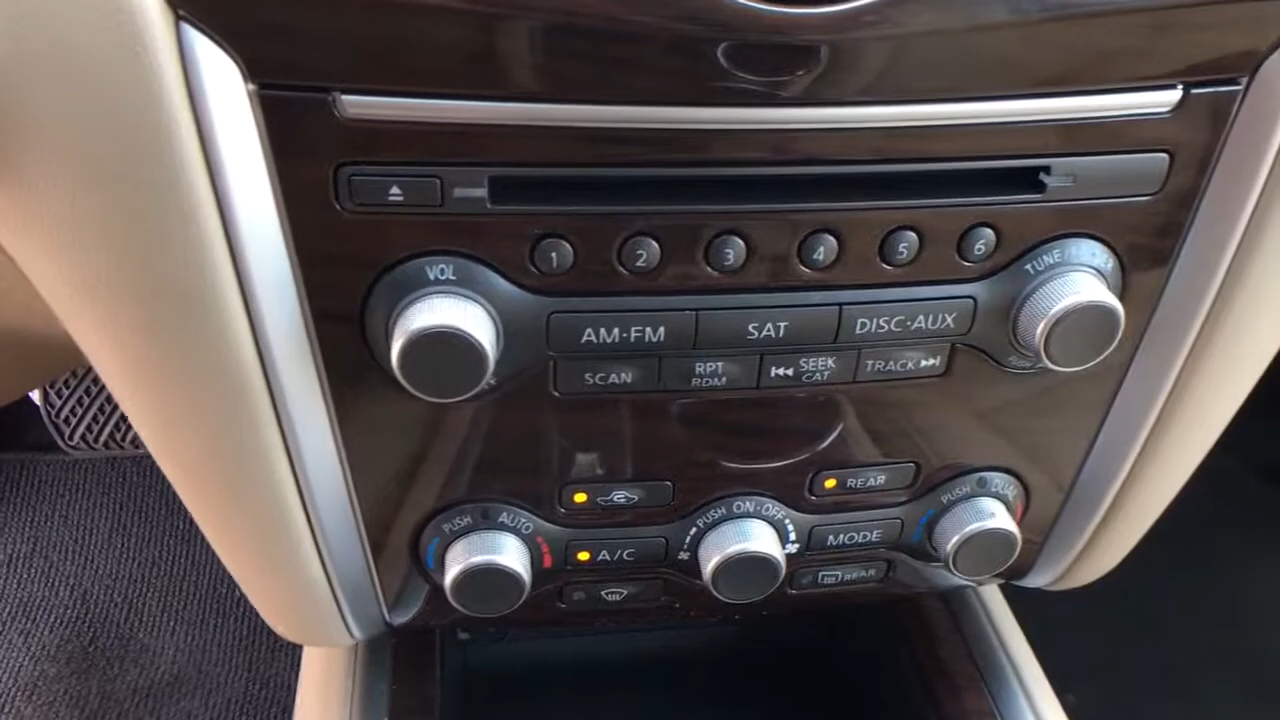 1 2 3 4 5 6
VOL
TUNE
AM·FM SAT DISC·AUX
SCAN RPT RDM SEEK CAT TRACK
REAR
PUSH AUTO
PUSH ON·OFF
PUSH DUAL
A/C
MODE
REAR